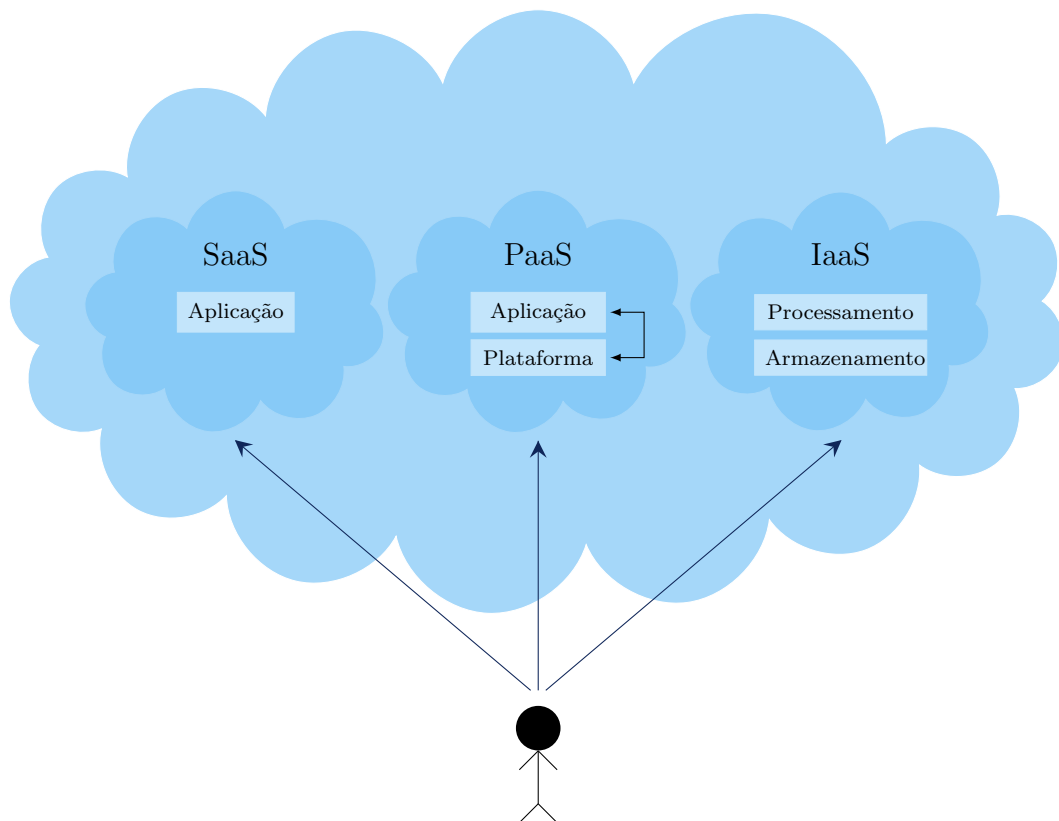 SaaS
Aplicação
PaaS
Aplicação
Plataforma
IaaS
Processamento
Armazenamento